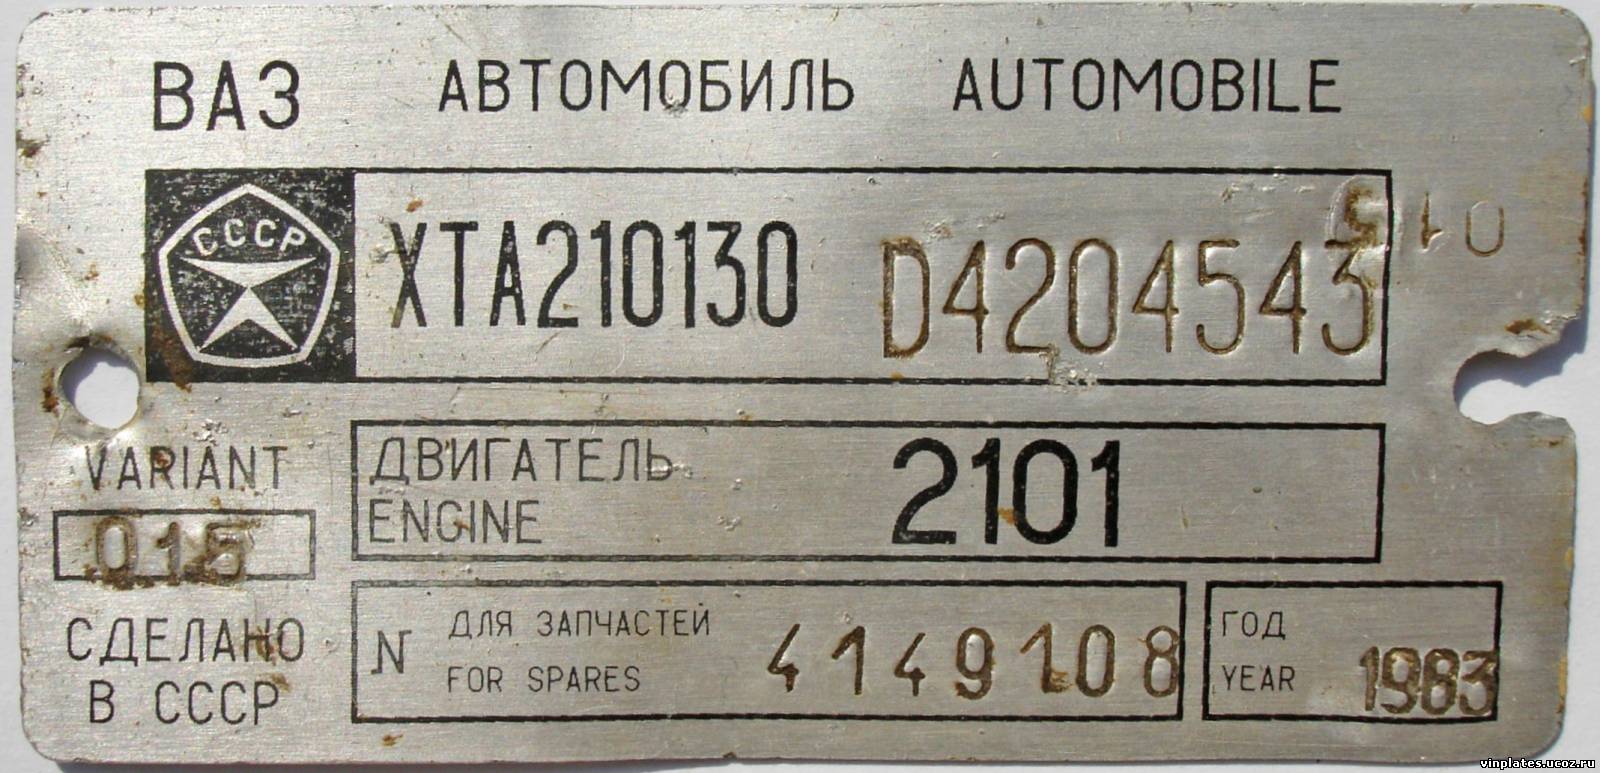 ВАЗ АВТОМОБИЛЬ AUTOMOBILE
СССР XTA210130 D4204543
015
VARIANT
015
ДВИГАТЕЛЬ
ENGINE
2101
СДЕЛАНО
В СССР
N ДЛЯ ЗАПЧАСТЕЙ
FOR SPARES
4149108
ГОД
YEAR
1983
vinplates.ucoz.ru